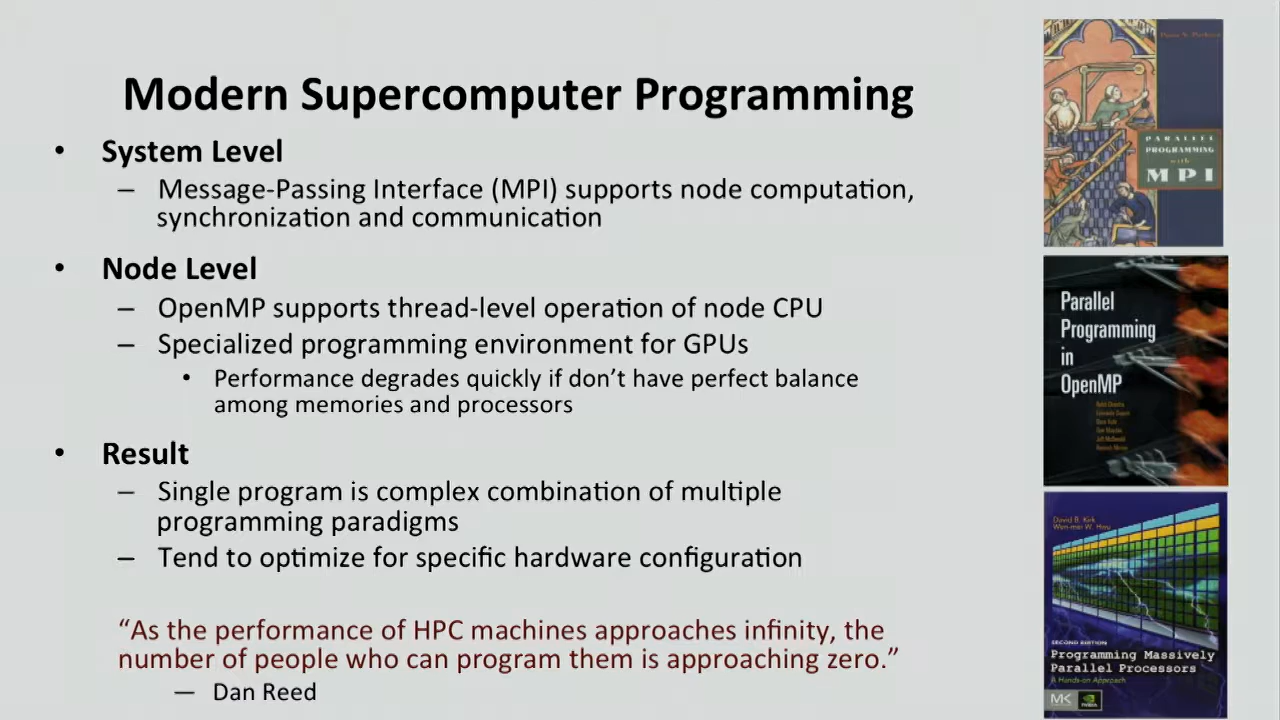 Modern Supercomputer Programming
• System Level
– Message-Passing Interface (MPI) supports node computation,
synchronization and communication
• Node Level
– OpenMP supports thread-level operation of node CPU
– Specialized programming environment for GPUs
• Performance degrades quickly if don't have perfect balance
among memories and processors
• Result
– Single program is complex combination of multiple
programming paradigms
– Tend to optimize for specific hardware configuration
“As the performance of HPC machines approaches infinity, the
number of people who can program them is approaching zero.”
— Dan Reed
PARALLEL
PROGRAMMING
with
MPI
Parallel
Programming
in
OpenMP
David B. Kirk
Wen-mei W. Hwu
SECOND EDITION
Programming Massively
Parallel Processors
A Hands-on Approach
MK